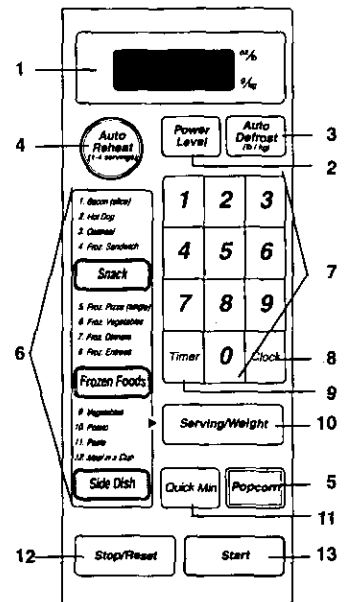 oz/lb
1
g/kg
4
Auto
Reheat
(1-4 servings)
Power
Level
Auto
Defrost
(lb / kg)
3
2
1. Bacon (slice)
2. Hot Dog
3. Oatmeal
4. Froz. Sandwich
Snack
1 2 3
4 5 6
7 8 9
Timer 0 Clock
7
8
9
5. Froz. Pizza (single)
6. Froz. Vegetables
7. Froz. Dinners
8. Froz. Entrees
Frozen Foods
6
9. Vegetables
10. Potato
11. Pasta
12. Meal in a Cup
Side Dish
Serving/Weight
10
Quick Min
Popcorn
5
11
12
Stop/Reset
Start
13